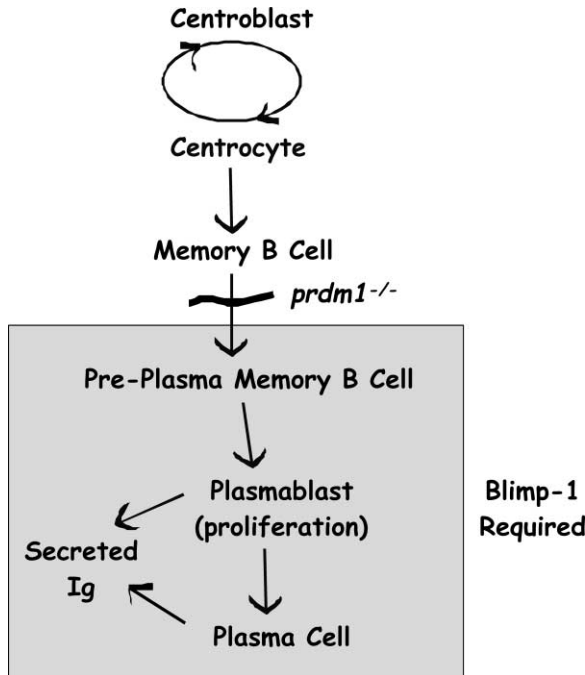 Centroblast
Centrocyte
Memory B Cell
prdm1-/-
Pre-Plasma Memory B Cell
Plasmablast
(proliferation)
Blimp-1
Required
Secreted
Ig
Plasma Cell